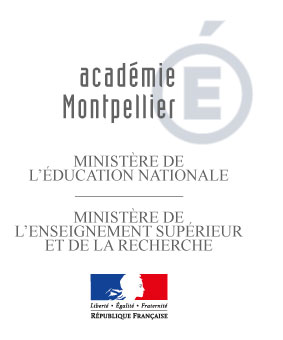 académie
Montpellier
É
MINISTÈRE DE
L'ÉDUCATION NATIONALE
MINISTÈRE DE
L'ENSEIGNEMENT SUPÉRIEUR
ET DE LA RECHERCHE
Liberté • Égalité • Fraternité
RÉPUBLIQUE FRANÇAISE